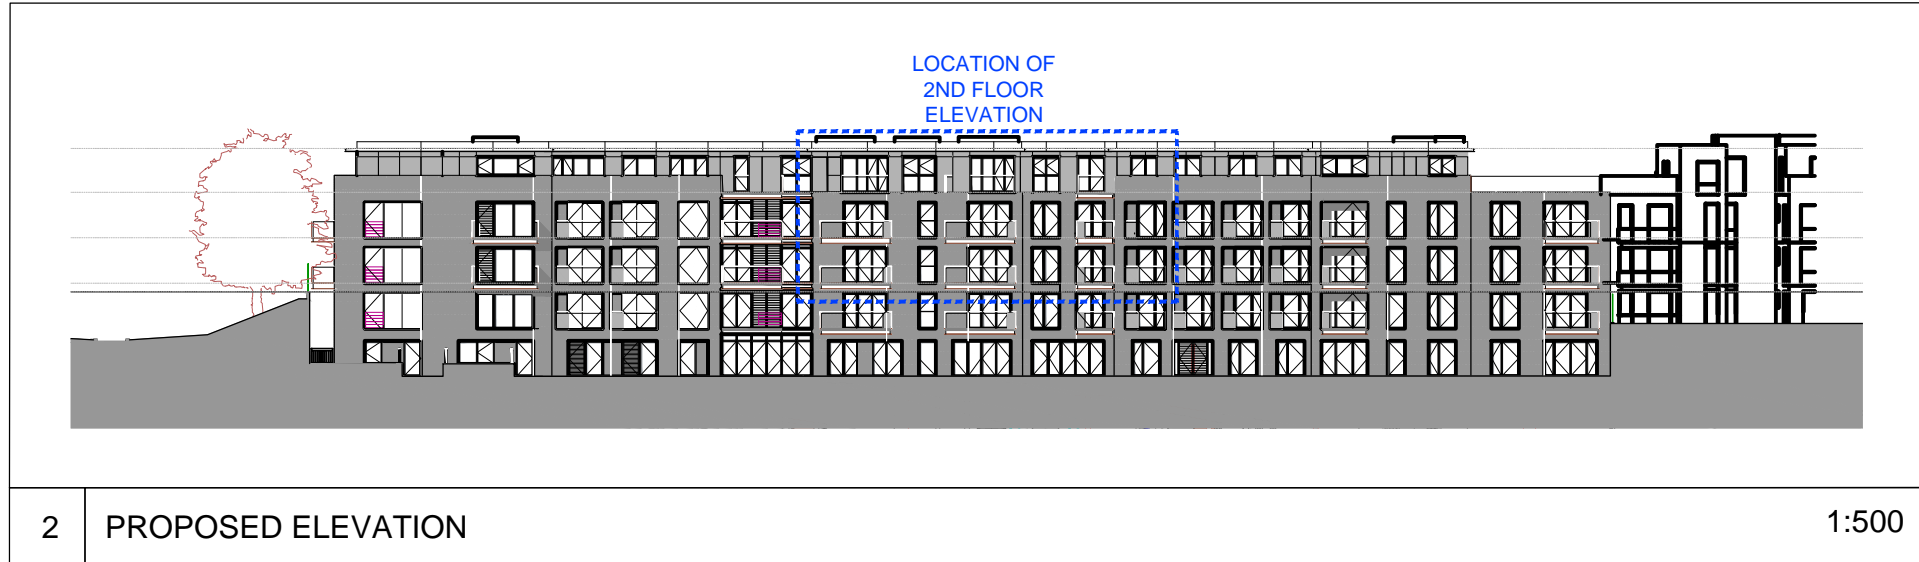 LOCATION OF
2ND FLOOR
ELEVATION
2 PROPOSED ELEVATION 1:500